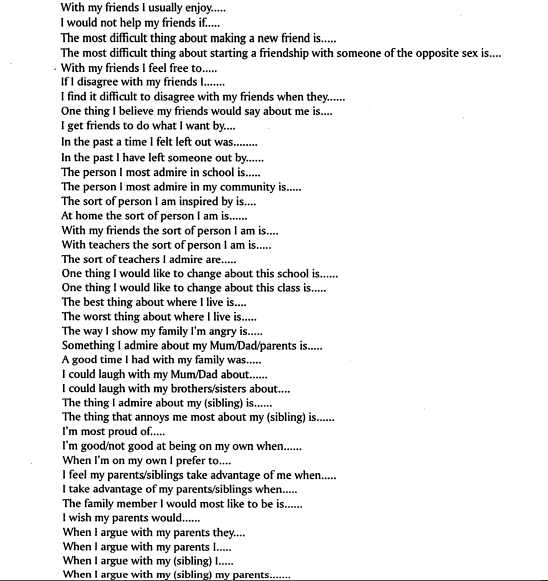 With my friends I usually enjoy.....
I would not help my friends if.....
The most difficult thing about making a new friend is.....
The most difficult thing about starting a friendship with someone of the opposite sex is....
With my friends I feel free to.....
If I disagree with my friends I.......
I find it difficult to disagree with my friends when they......
One thing I believe my friends would say about me is....
I get friends to do what I want by....
In the past a time I felt left out was........
In the past I have left someone out by......
The person I most admire in school is.....
The person I most admire in my community is.....
The sort of person I am inspired by is....
At home the sort of person I am is......
With my friends the sort of person I am is....
With teachers the sort of person I am is.....
The sort of teachers I admire are.....
One thing I would like to change about this school is......
One thing I would like to change about this class is.....
The best thing about where I live is....
The worst thing about where I live is.....
The way I show my family I'm angry is.....
Something I admire about my Mum/Dad/parents is.....
A good time I had with my family was.....
I could laugh with my Mum/Dad about......
I could laugh with my brothers/sisters about....
The thing I admire about my (sibling) is......
The thing that annoys me most about my (sibling) is......
I'm most proud of.....
I'm good/not good at being on my own when......
When I'm on my own I prefer to....
I feel my parents/siblings take advantage of me when.....
I take advantage of my parents/siblings when.....
The family member I would most like to be is......
I wish my parents would......
When I argue with my parents they....
When I argue with my parents I.....
When I argue with my (sibling) I.....
When I argue with my (sibling) my parents.......